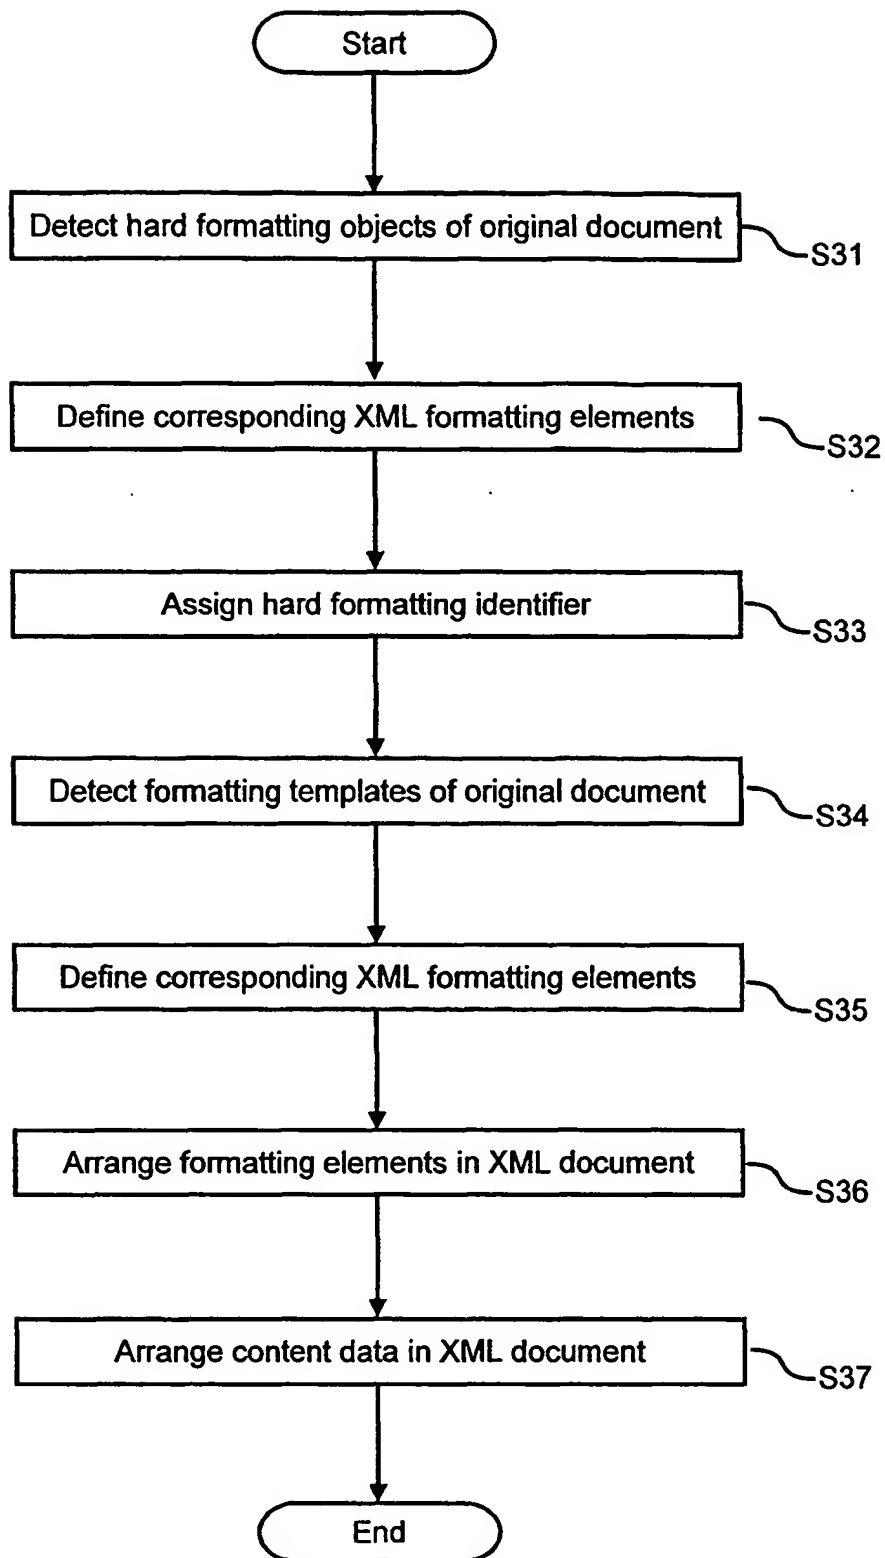 Start
Detect hard formatting objects of original document
S31
Define corresponding XML formatting elements
S32
Assign hard formatting identifier
S33
Detect formatting templates of original document
S34
Define corresponding XML formatting elements
S35
Arrange formatting elements in XML document
S36
Arrange content data in XML document
S37
End